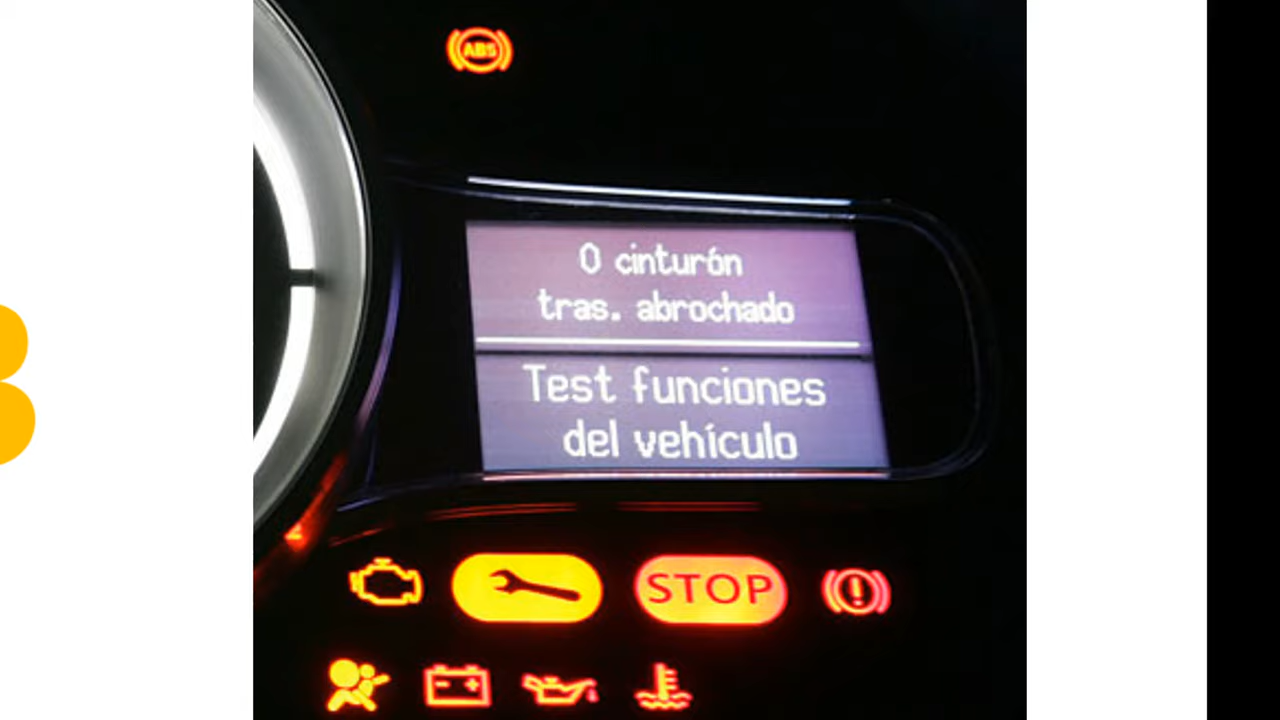 ABS
0 cinturón
tras. abrochado
Test funciones
del vehículo
STOP